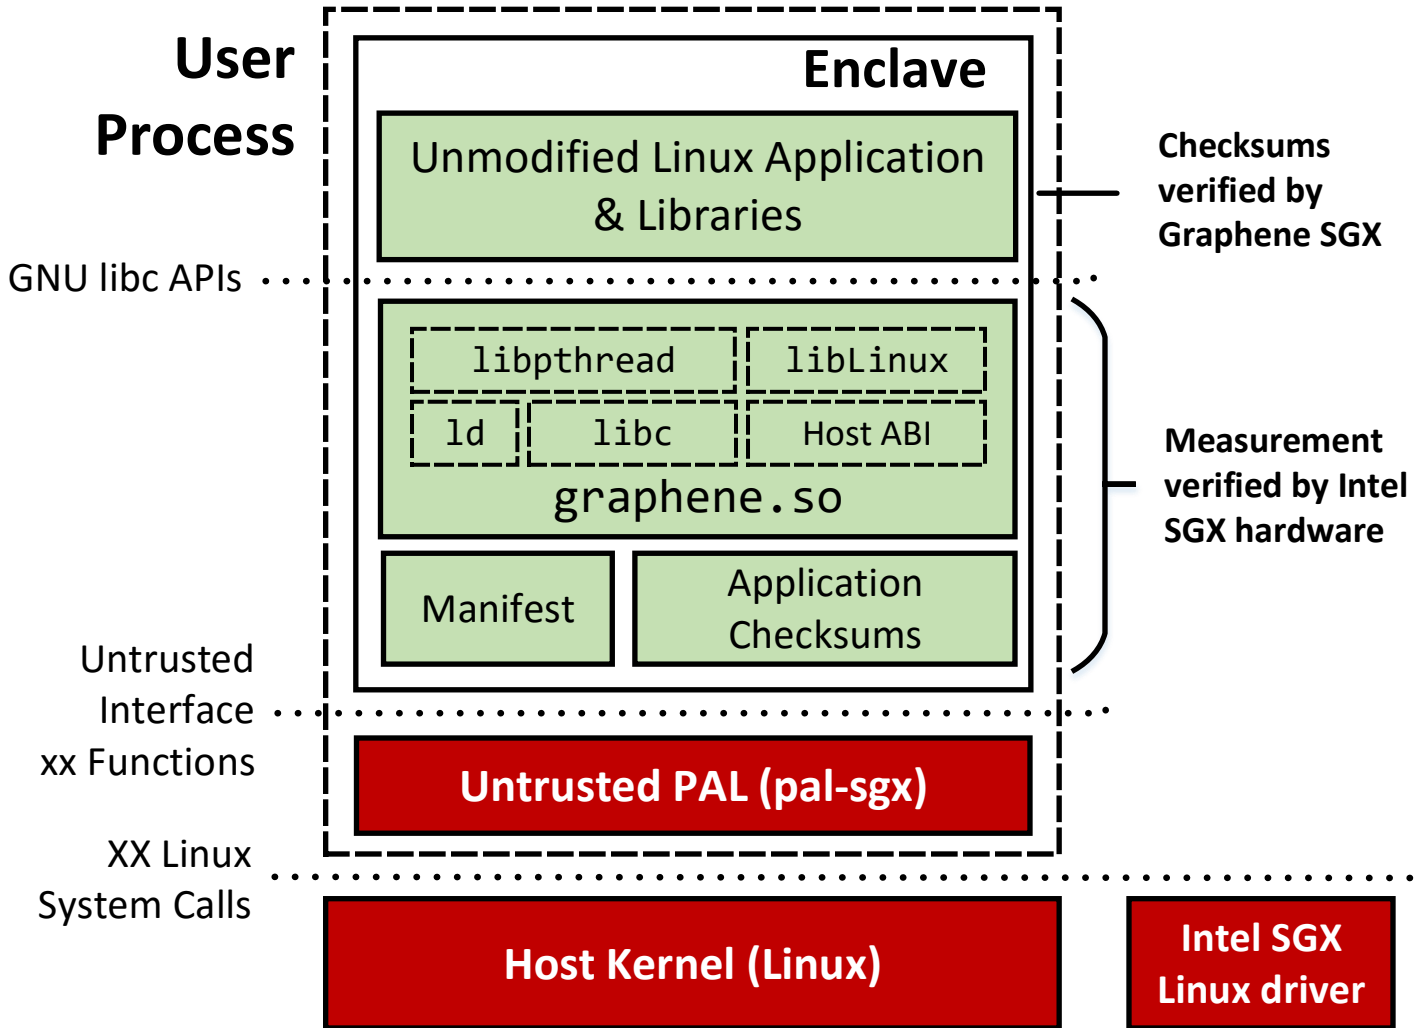 User
Process
Enclave
Unmodified Linux Application
& Libraries
Checksums
verified by
Graphene SGX
GNU libc APIs
libpthread
libLinux
ld
libc
Host ABI
graphene.so
Measurement
verified by Intel
SGX hardware
Manifest
Application
Checksums
Untrusted
Interface
xx Functions
Untrusted PAL (pal-sgx)
XX Linux
System Calls
Host Kernel (Linux)
Intel SGX
Linux driver